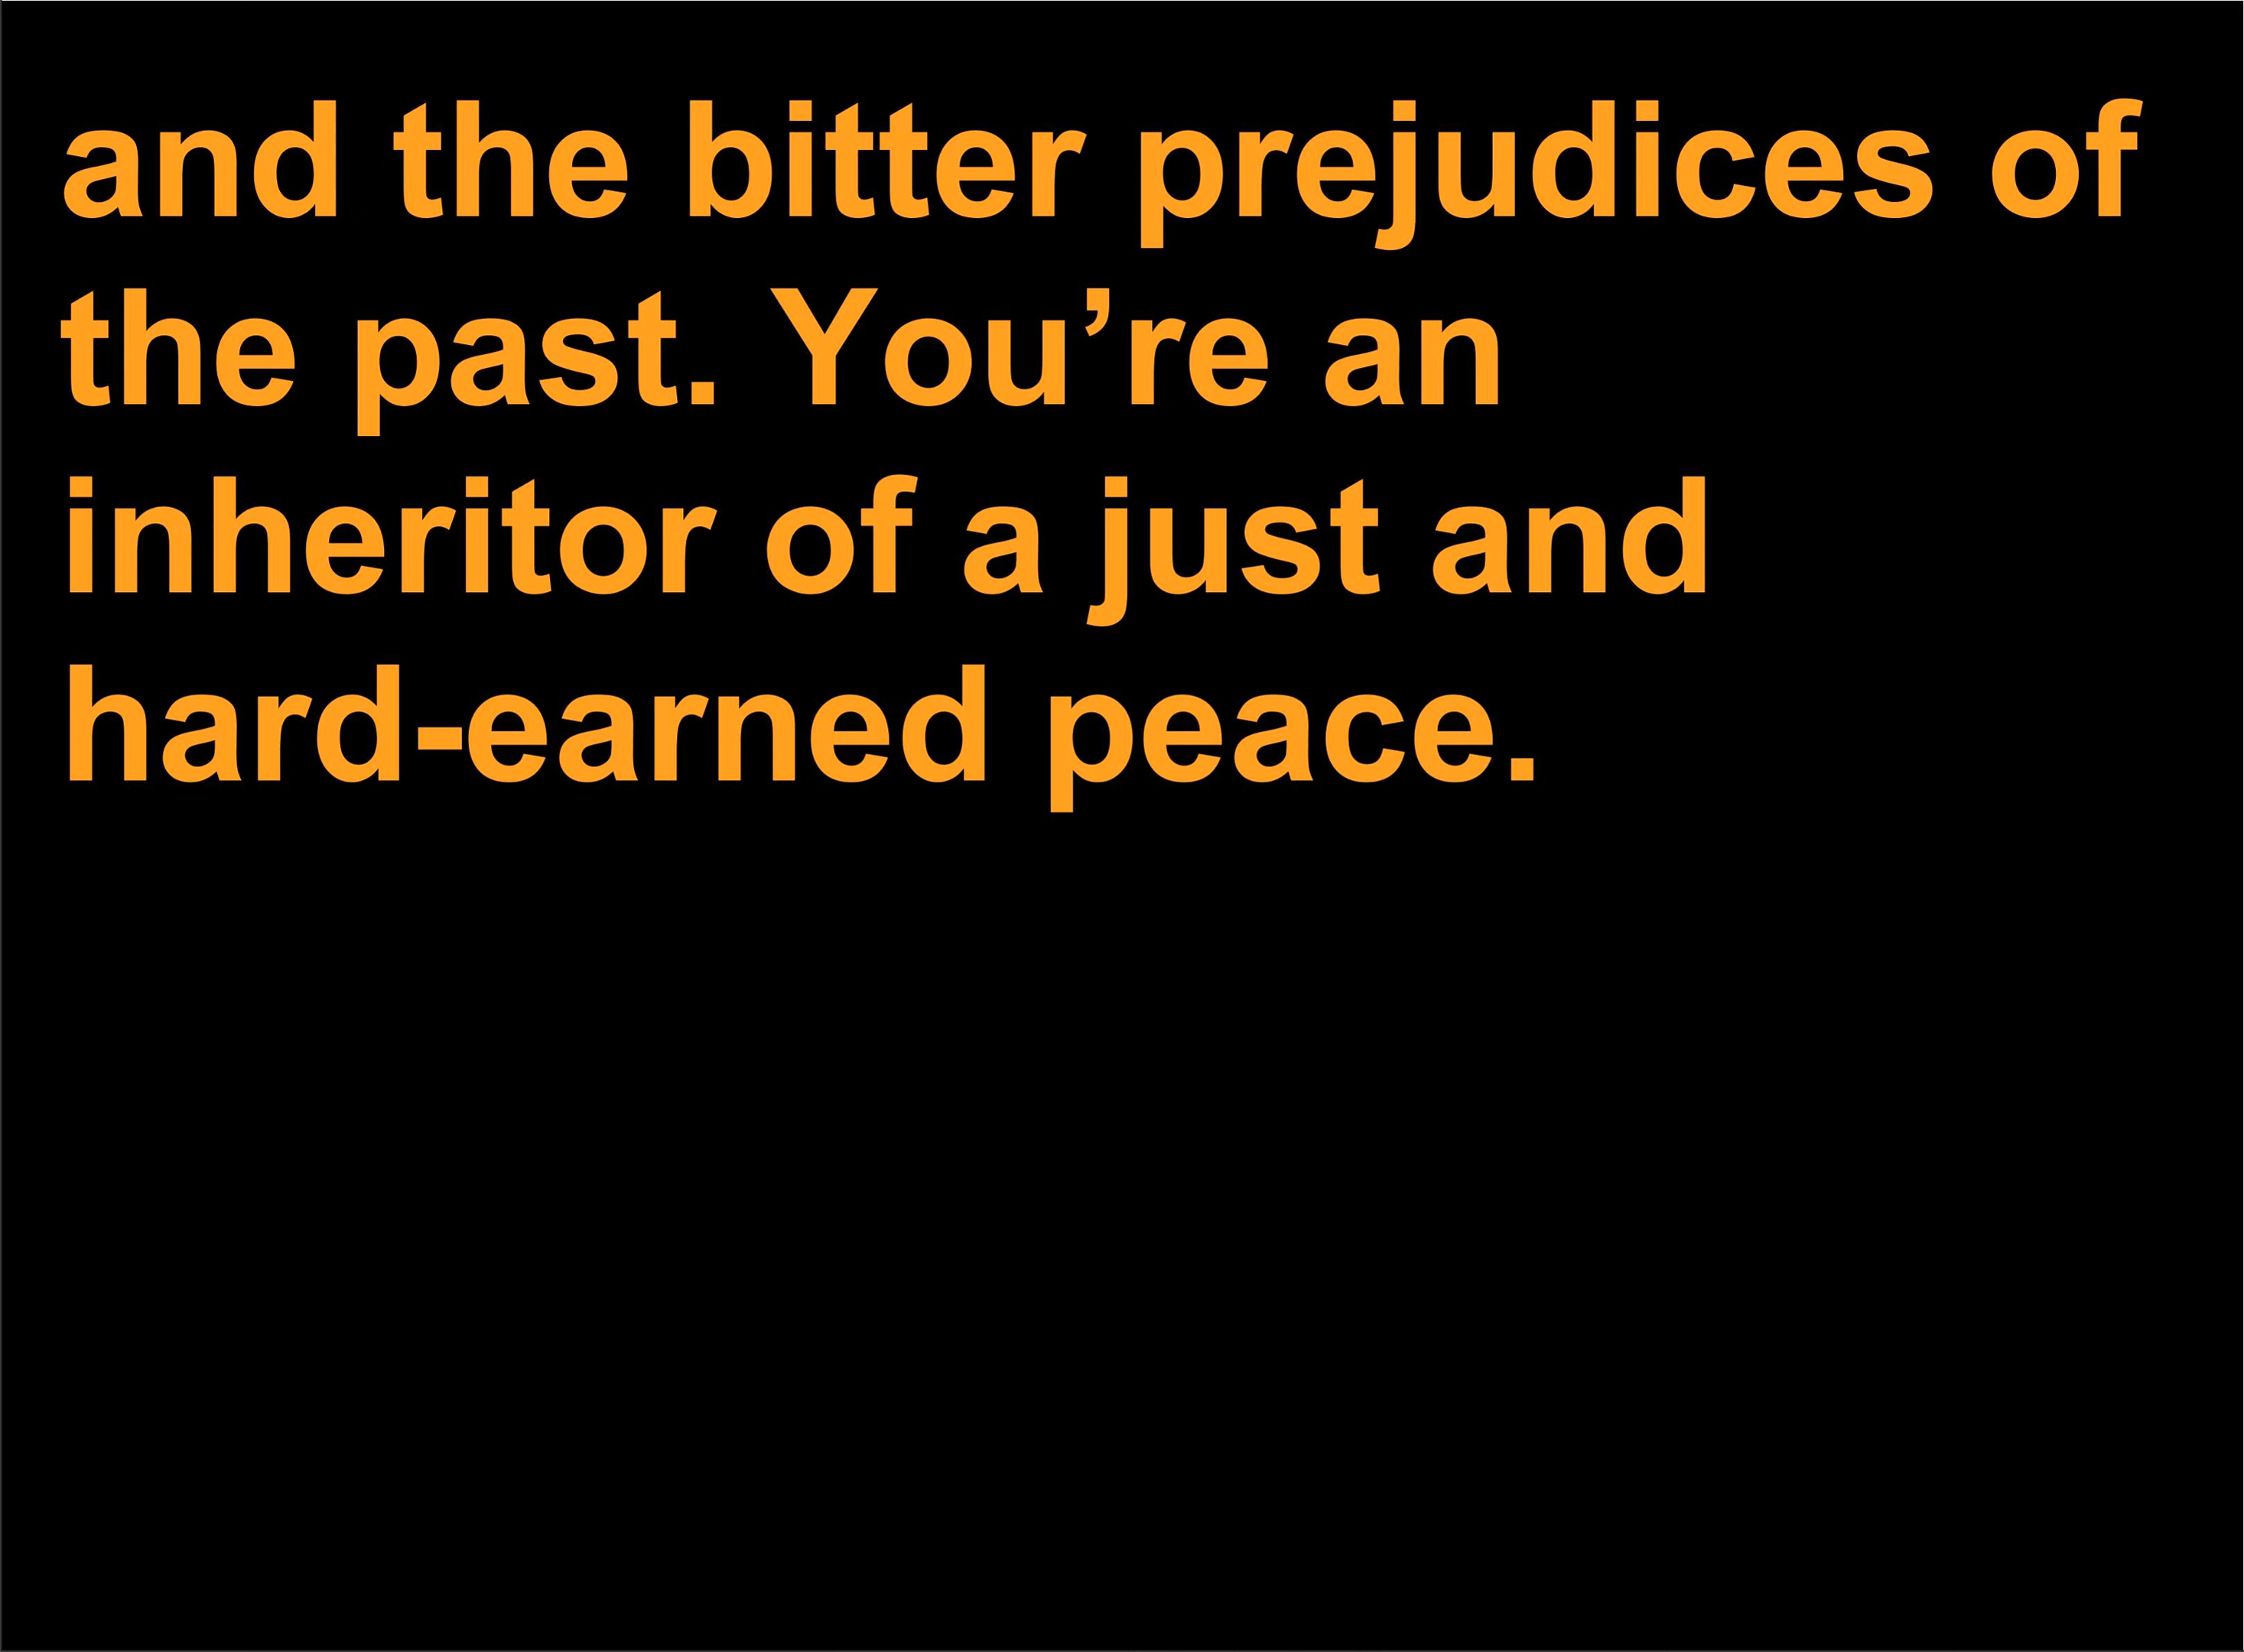 and the bitter prejudices of
the past. You’re an
inheritor of a just and
hard-earned peace.